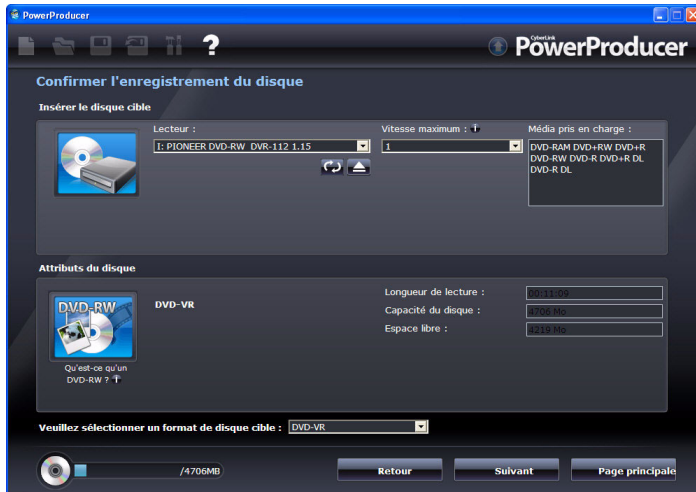 PowerProducer
?
CyberLink
PowerProducer
Confirmer l'enregistrement du disque
Insérer le disque cible
Lecteur :
Vitesse maximum :
Média pris en charge :
I: PIONEER DVD-RW DVR-112 1.15
1
DVD-RAM DVD+RW DVD+R
DVD-RW DVD-R DVD+R DL
DVD-R DL
Attributs du disque
DVD-RW
DVD-VR
Longueur de lecture :
00:11:09
Capacité du disque :
4706 Mo
Espace libre :
4219 Mo
Qu'est-ce qu'un
DVD-RW ?
Veuillez sélectionner un format de disque cible :
DVD-VR
/4706MB
Retour
Suivant
Page principale